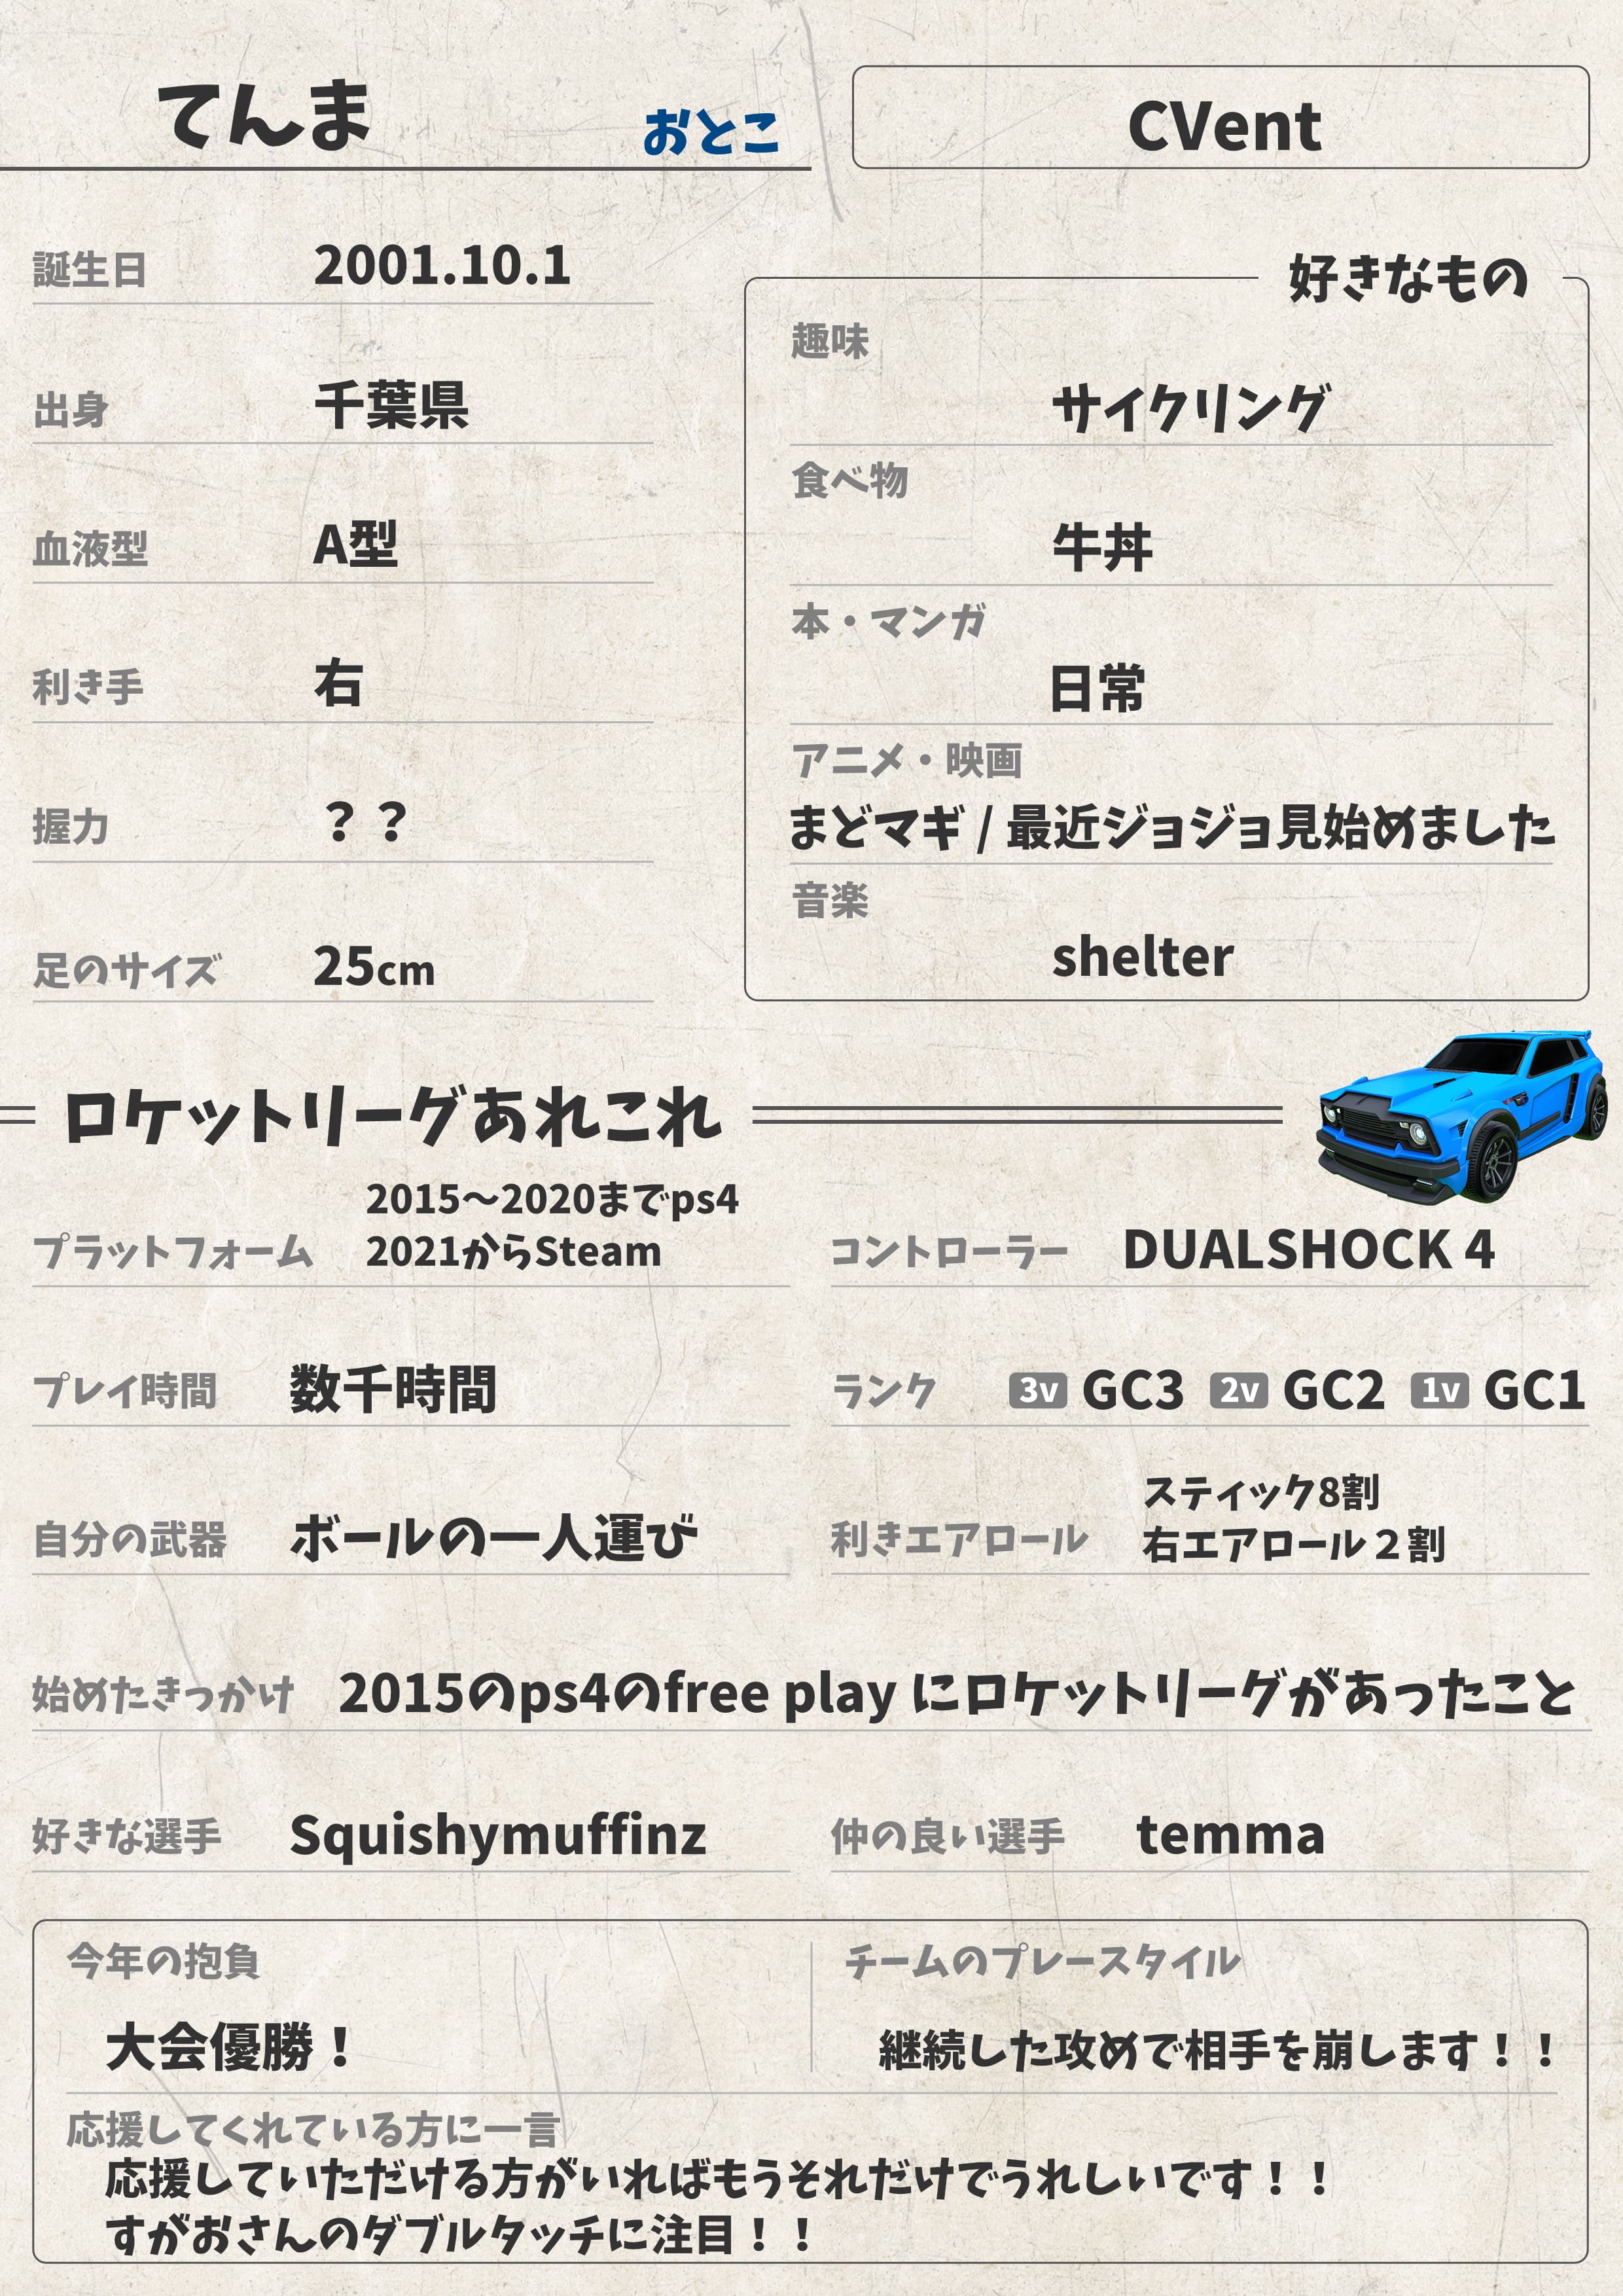 てんま
おとこ
CVent
誕生日 2001.10.1
出身 千葉県
血液型 A型
利き手 右
握力 ？？
足のサイズ 25cm
好きなもの
趣味
サイクリング
食べ物
牛丼
本・マンガ
日常
アニメ・映画
まどマギ / 最近ジョジョ見始めました
音楽
shelter
ロケットリーグあれこれ
プラットフォーム
2015〜2020までps4
2021からSteam
コントローラー DUALSHOCK 4
プレイ時間 数千時間
ランク 3v GC3 2v GC2 1v GC1
自分の武器 ボールの一人運び
利きエアロール
スティック8割
右エアロール２割
始めたきっかけ 2015のps4のfree play にロケットリーグがあったこと
好きな選手 Squishymuffinz
仲の良い選手 temma
今年の抱負
大会優勝！
チームのプレースタイル
継続した攻めで相手を崩します！！
応援してくれている方に一言
応援していただける方がいればもうそれだけでうれしいです！！
すがおさんのダブルタッチに注目！！